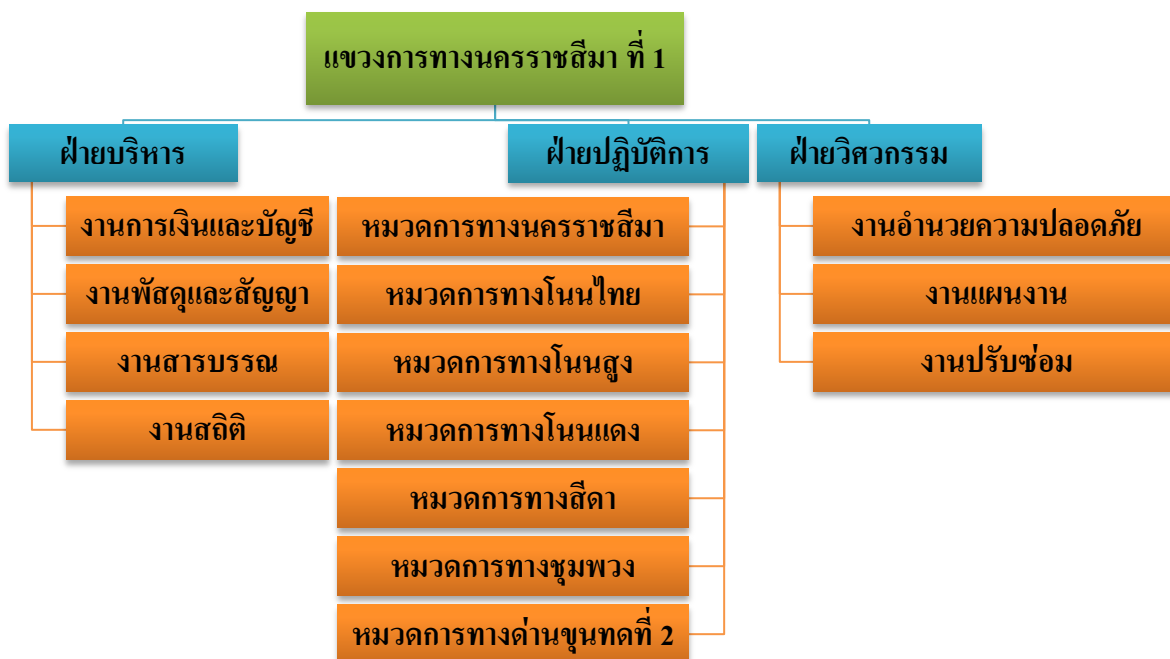 แขวงการทางนครราชสีมา ที่ 1
ฝ่ายบริหาร
งานการเงินและบัญชี
งานพัสดุและสัญญา
งานสารบรรณ
งานสถิติ
ฝ่ายปฏิบัติการ
หมวดการทางนครราชสีมา
หมวดการทางโนนไทย
หมวดการทางโนนสูง
หมวดการทางโนนแดง
หมวดการทางสีดา
หมวดการทางชุมพวง
หมวดการทางด่านขุนทดที่ 2
ฝ่ายวิศวกรรม
งานอำนวยความปลอดภัย
งานแผนงาน
งานปรับซ่อม